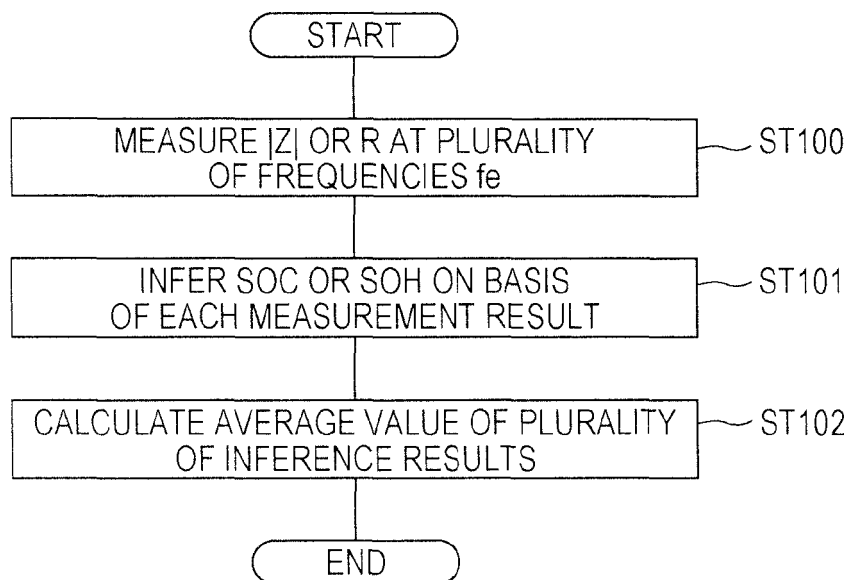 START
MEASURE |Z| OR R AT PLURALITY
OF FREQUENCIES fe
ST100
INFER SOC OR SOH ON BASIS
OF EACH MEASUREMENT RESULT
ST101
CALCULATE AVERAGE VALUE OF PLURALITY
OF INFERENCE RESULTS
ST102
END